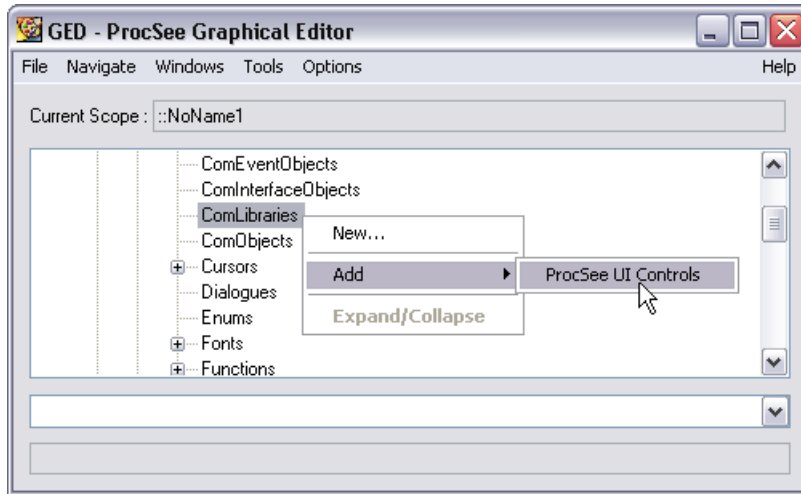 GED - ProcSee Graphical Editor
File Navigate Windows Tools Options Help
Current Scope : ::NoName1
ComEventObjects
ComInterfaceObjects
ComLibraries
New...
ComObjects
Cursors
Add
ProcSee UI Controls
Dialogues
Enums
Expand/Collapse
Fonts
Functions